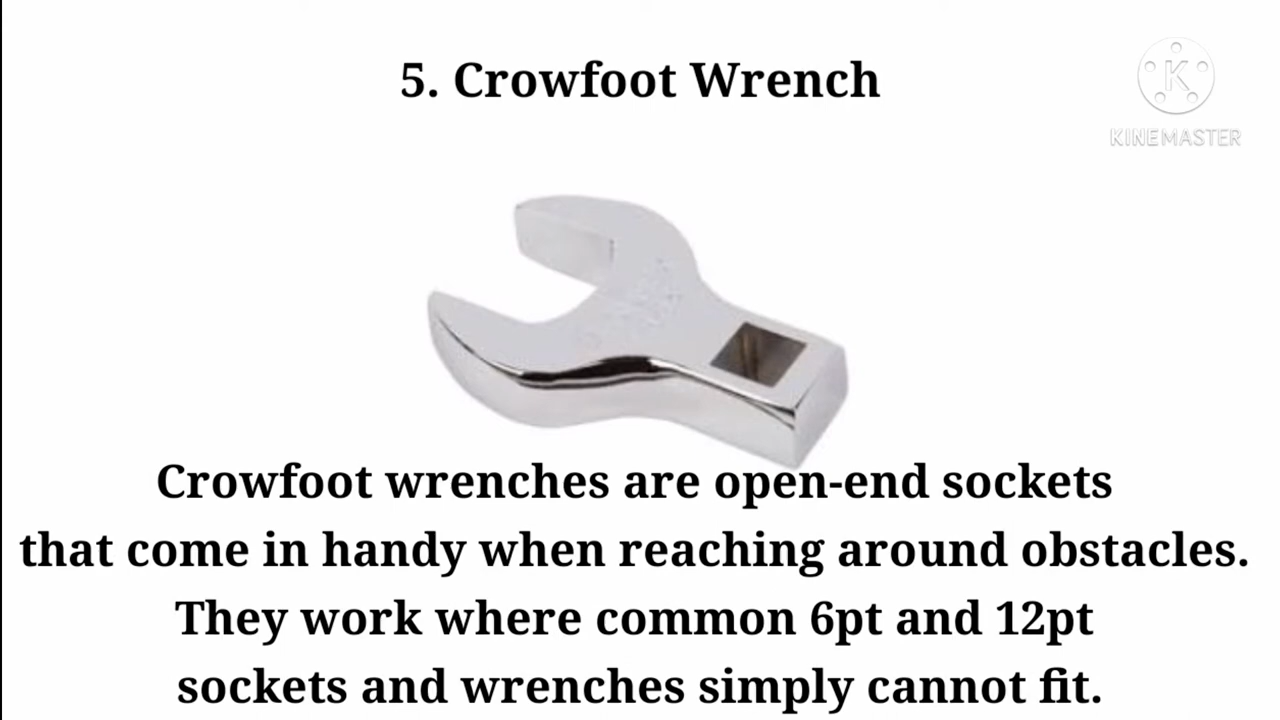 5. Crowfoot Wrench
K
KINEMASTER
Crowfoot wrenches are open-end sockets
that come in handy when reaching around obstacles.
They work where common 6pt and 12pt
sockets and wrenches simply cannot fit.